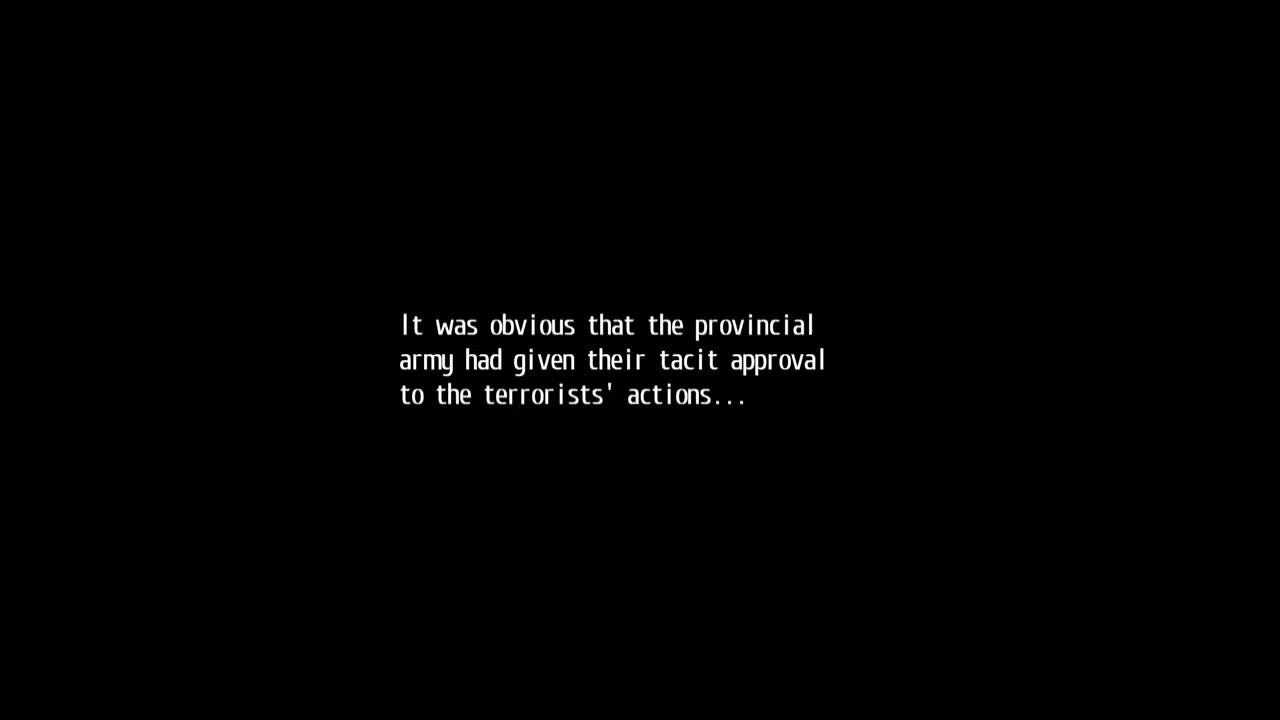 It was obvious that the provincial
army had given their tacit approval
to the terrorists' actions...